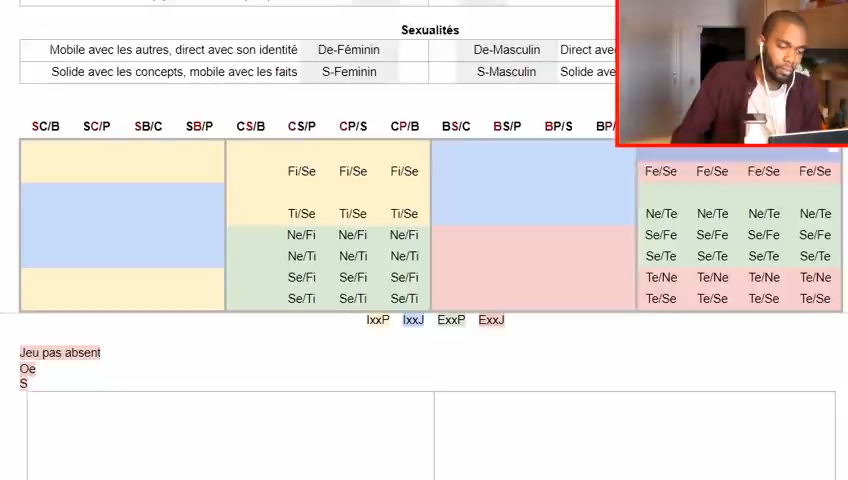 Sexualités
Mobile avec les autres, direct avec son identité De-Féminin De-Masculin Direct avec
Solide avec les concepts, mobile avec les faits S-Feminin S-Masculin Solide avec
SC/B SC/P SB/C SB/P CS/B CS/P CP/S CP/B BS/C BS/P BP/S BP/
Fi/Se Fi/Se Fi/Se Fe/Se Fe/Se Fe/Se Fe/Se
Ti/Se Ti/Se Ti/Se Ne/Te Ne/Te Ne/Te Ne/Te
Ne/Fi Ne/Fi Ne/Fi Se/Fe Se/Fe Se/Fe Se/Fe
Ne/Ti Ne/Ti Ne/Ti Se/Te Se/Te Se/Te Se/Te
Se/Fi Se/Fi Se/Fi Te/Ne Te/Ne Te/Ne Te/Ne
Se/Ti Se/Ti Se/Ti Te/Se Te/Se Te/Se Te/Se
IxxP IxxJ ExxP ExxJ
Jeu pas absent
Oe
S